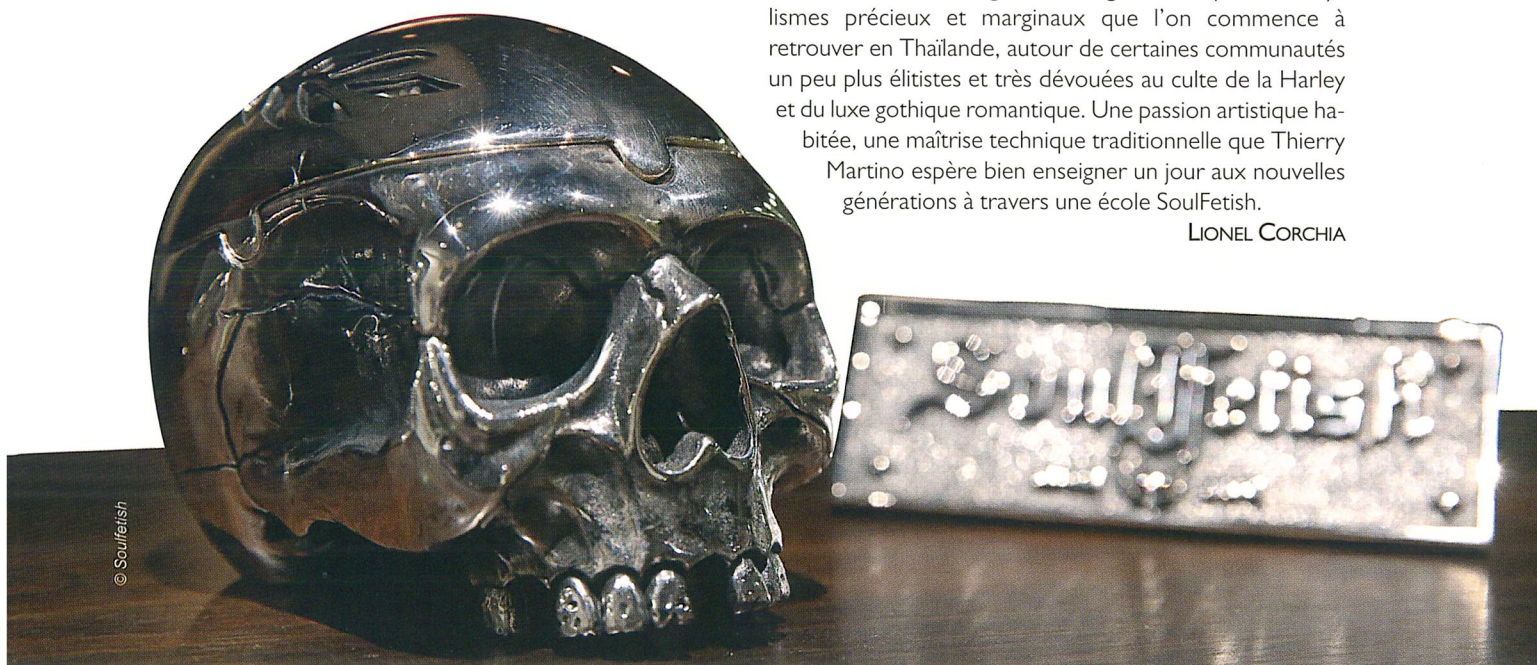 lismes précieux et marginaux que l'on commence à
retrouver en Thaïlande, autour de certaines communautés
un peu plus élitistes et très dévouées au culte de la Harley
et du luxe gothique romantique. Une passion artistique ha-
bitée, une maîtrise technique traditionnelle que Thierry
Martino espère bien enseigner un jour aux nouvelles
générations à travers une école SoulFetish.
LIONEL CORCHIA
Soulfetish
© Soulfetish